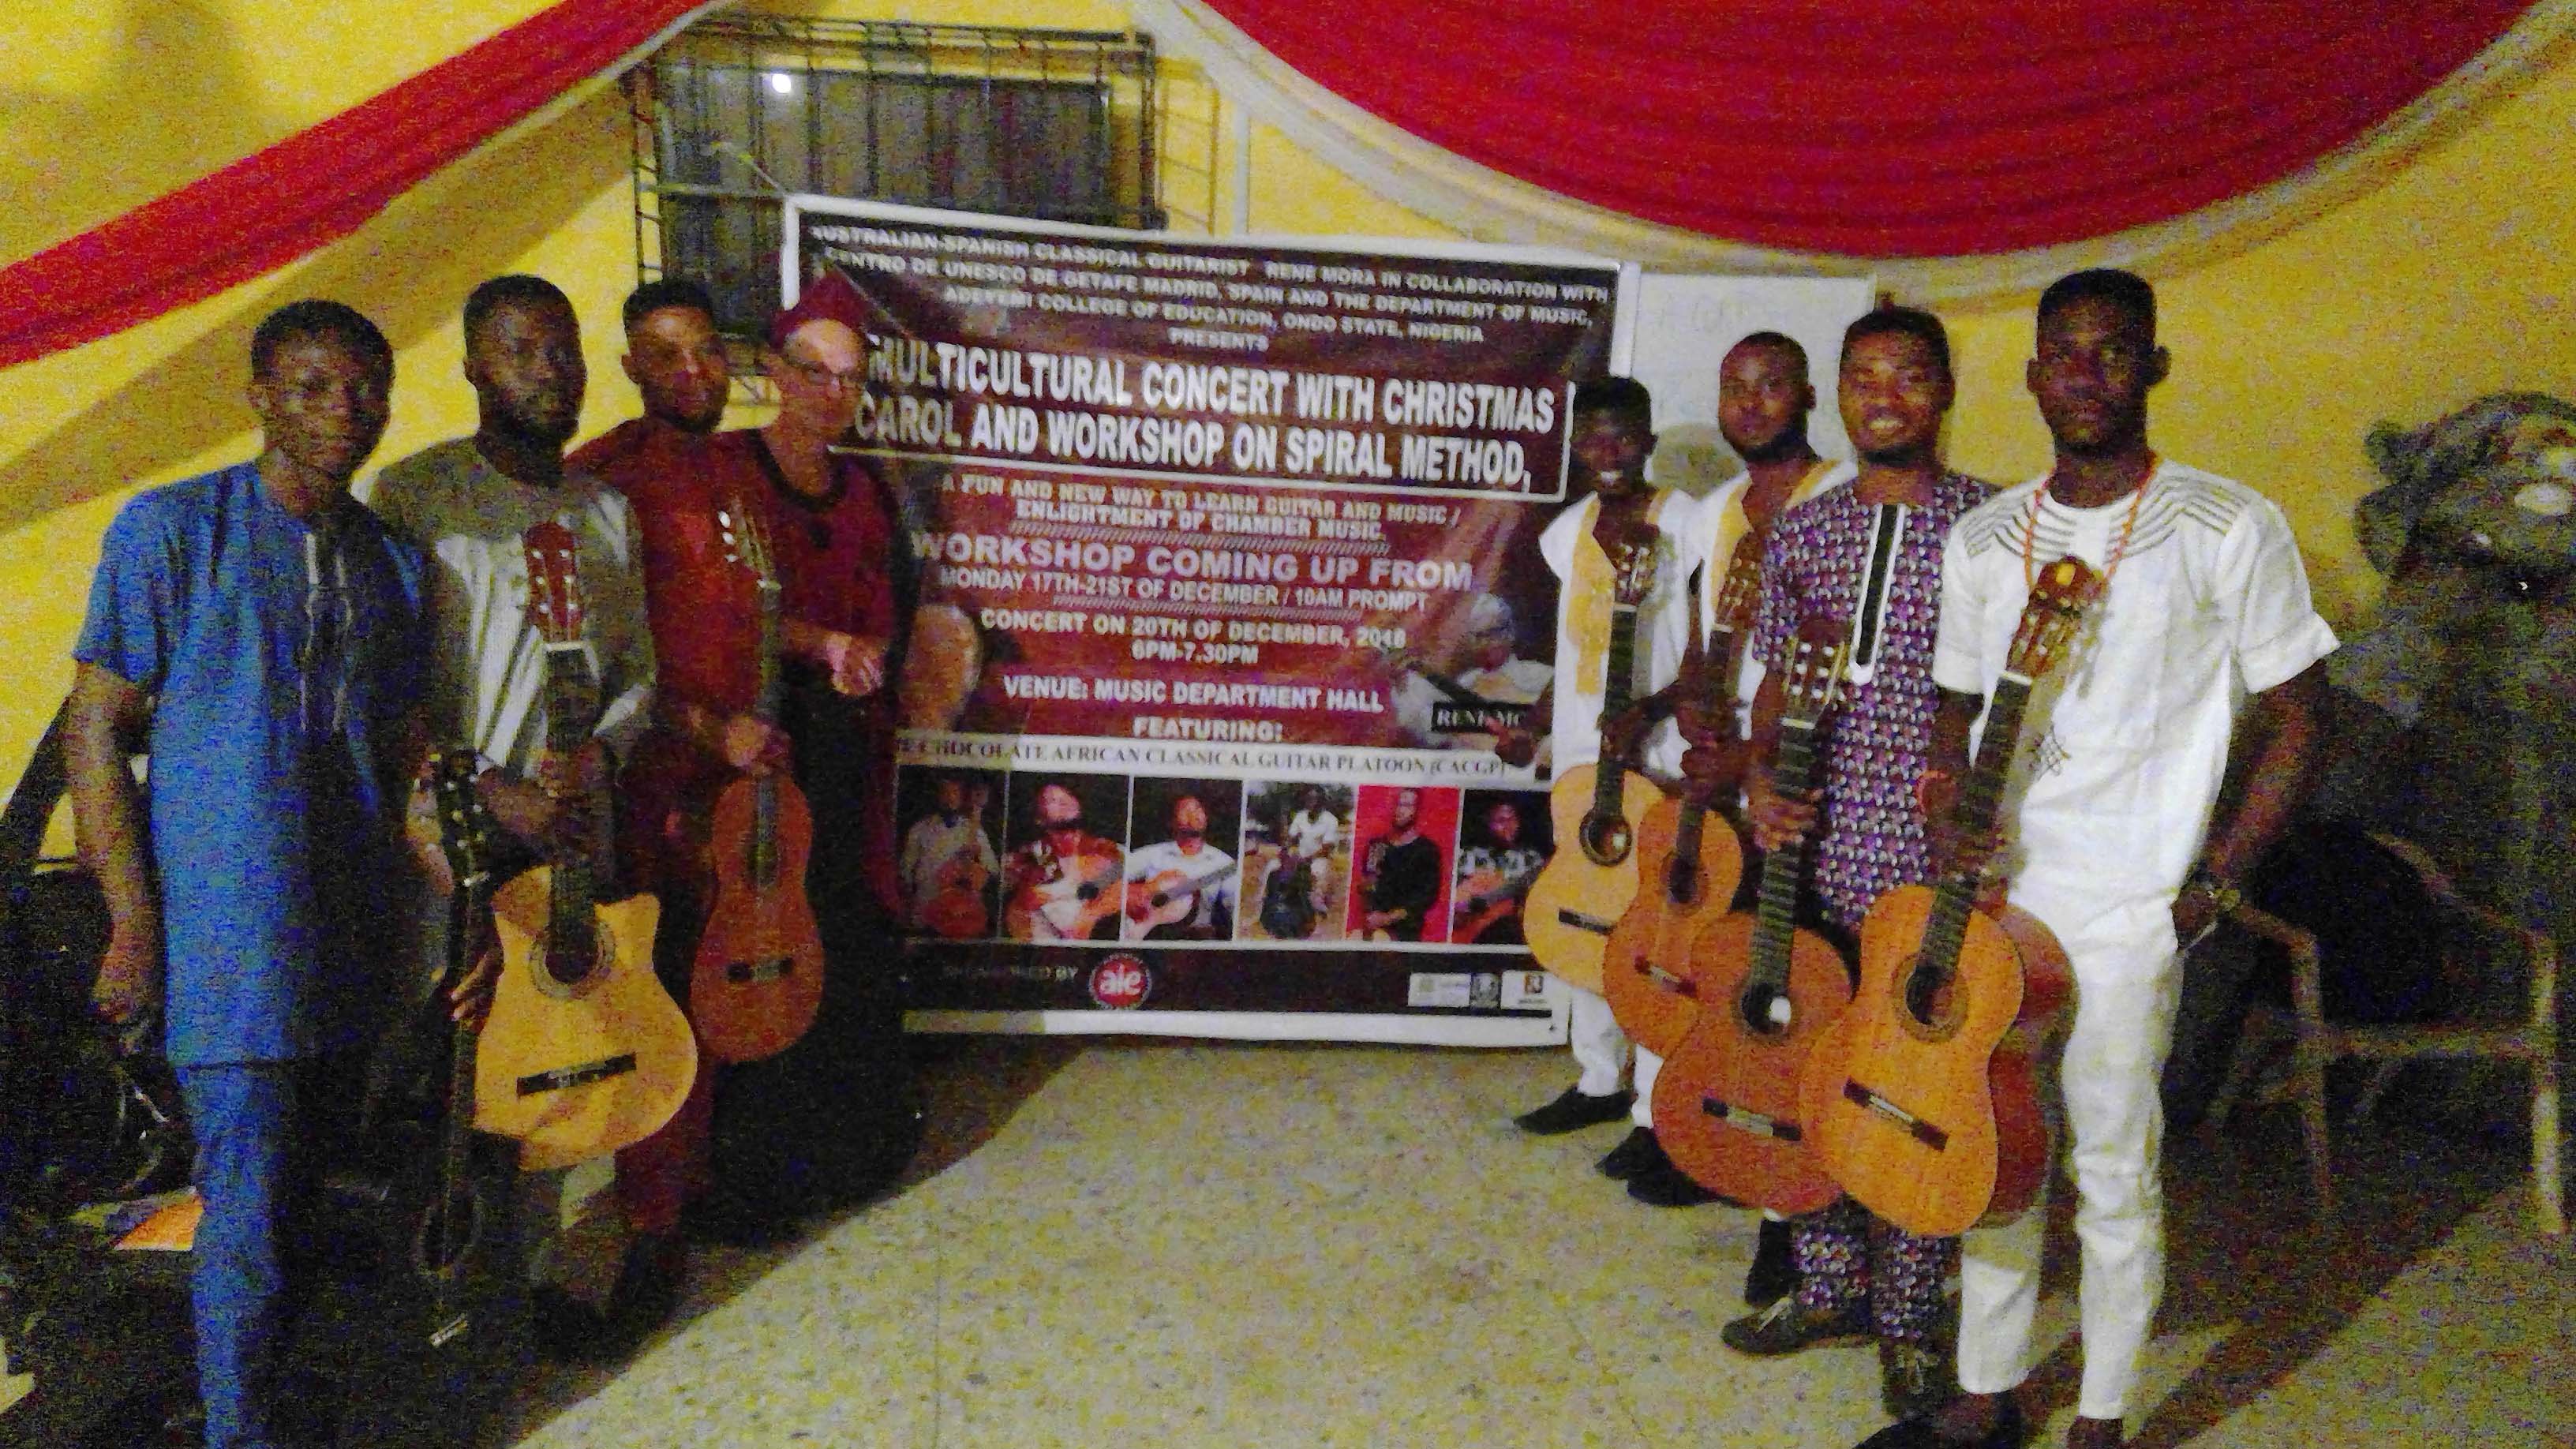 AUSTRALIAN-SPANISH CLASSICAL GUITARIST RENE MORA IN COLLABORATION WITH
CENTRO DE UNESCO DE GETAFE MADRID, SPAIN AND THE DEPARTMENT OF MUSIC,
ADEYEMI COLLEGE OF EDUCATION, ONDO STATE, NIGERIA
PRESENTS
MULTICULTURAL CONCERT WITH CHRISTMAS
CAROL AND WORKSHOP ON SPIRAL METHOD,
A FUN AND NEW WAY TO LEARN GUITAR AND MUSIC /
ENLIGHTMENT OF CHAMBER MUSIC
WORKSHOP COMING UP FROM
MONDAY 17TH-21ST OF DECEMBER / 10AM PROMPT
CONCERT ON 20TH OF DECEMBER, 2018
6PM-7.30PM
VENUE: MUSIC DEPARTMENT HALL
RENE MO
FEATURING:
CHOCOLATE AFRICAN CLASSICAL GUITAR PLATOON (CACGP)
SPONSORED BY aie